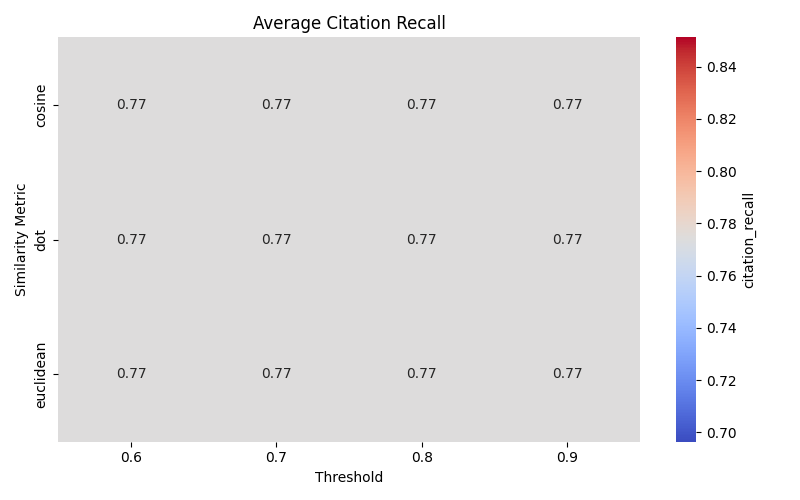 Average Citation Recall
Similarity Metric
cosine
0.77 0.77 0.77 0.77
dot
0.77 0.77 0.77 0.77
euclidean
0.77 0.77 0.77 0.77
0.6 0.7 0.8 0.9
Threshold
0.84
0.82
0.80
0.78
0.76
0.74
0.72
0.70
citation_recall